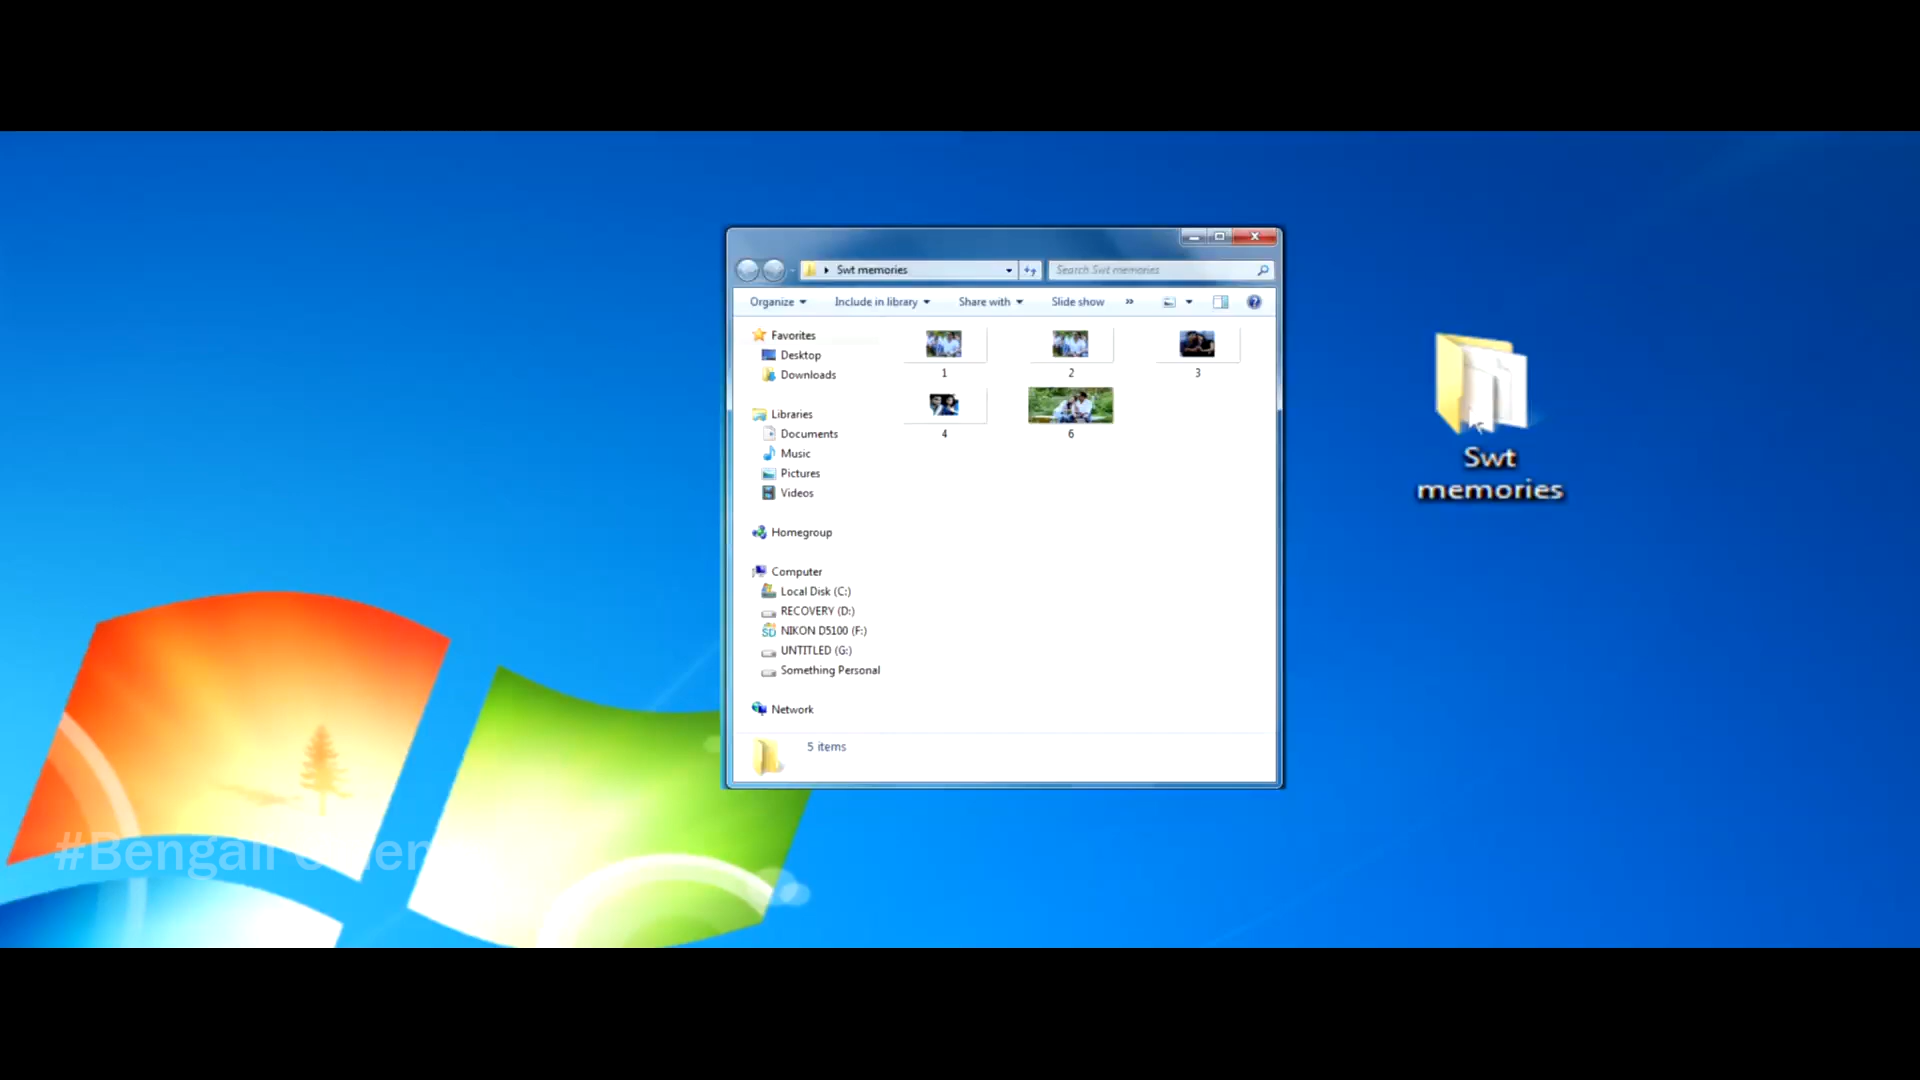 Swt memories
Search Swt memories
Organize
Include in library
Share with
Slide show
»
Favorites
Desktop
Downloads
Libraries
Documents
Music
Pictures
Videos
Homegroup
Computer
Local Disk (C:)
RECOVERY (D:)
NIKON D5100 (F:)
UNTITLED (G:)
Something Personal
Network
1
2
3
4
6
5 items
Swt
memories
#Bengali